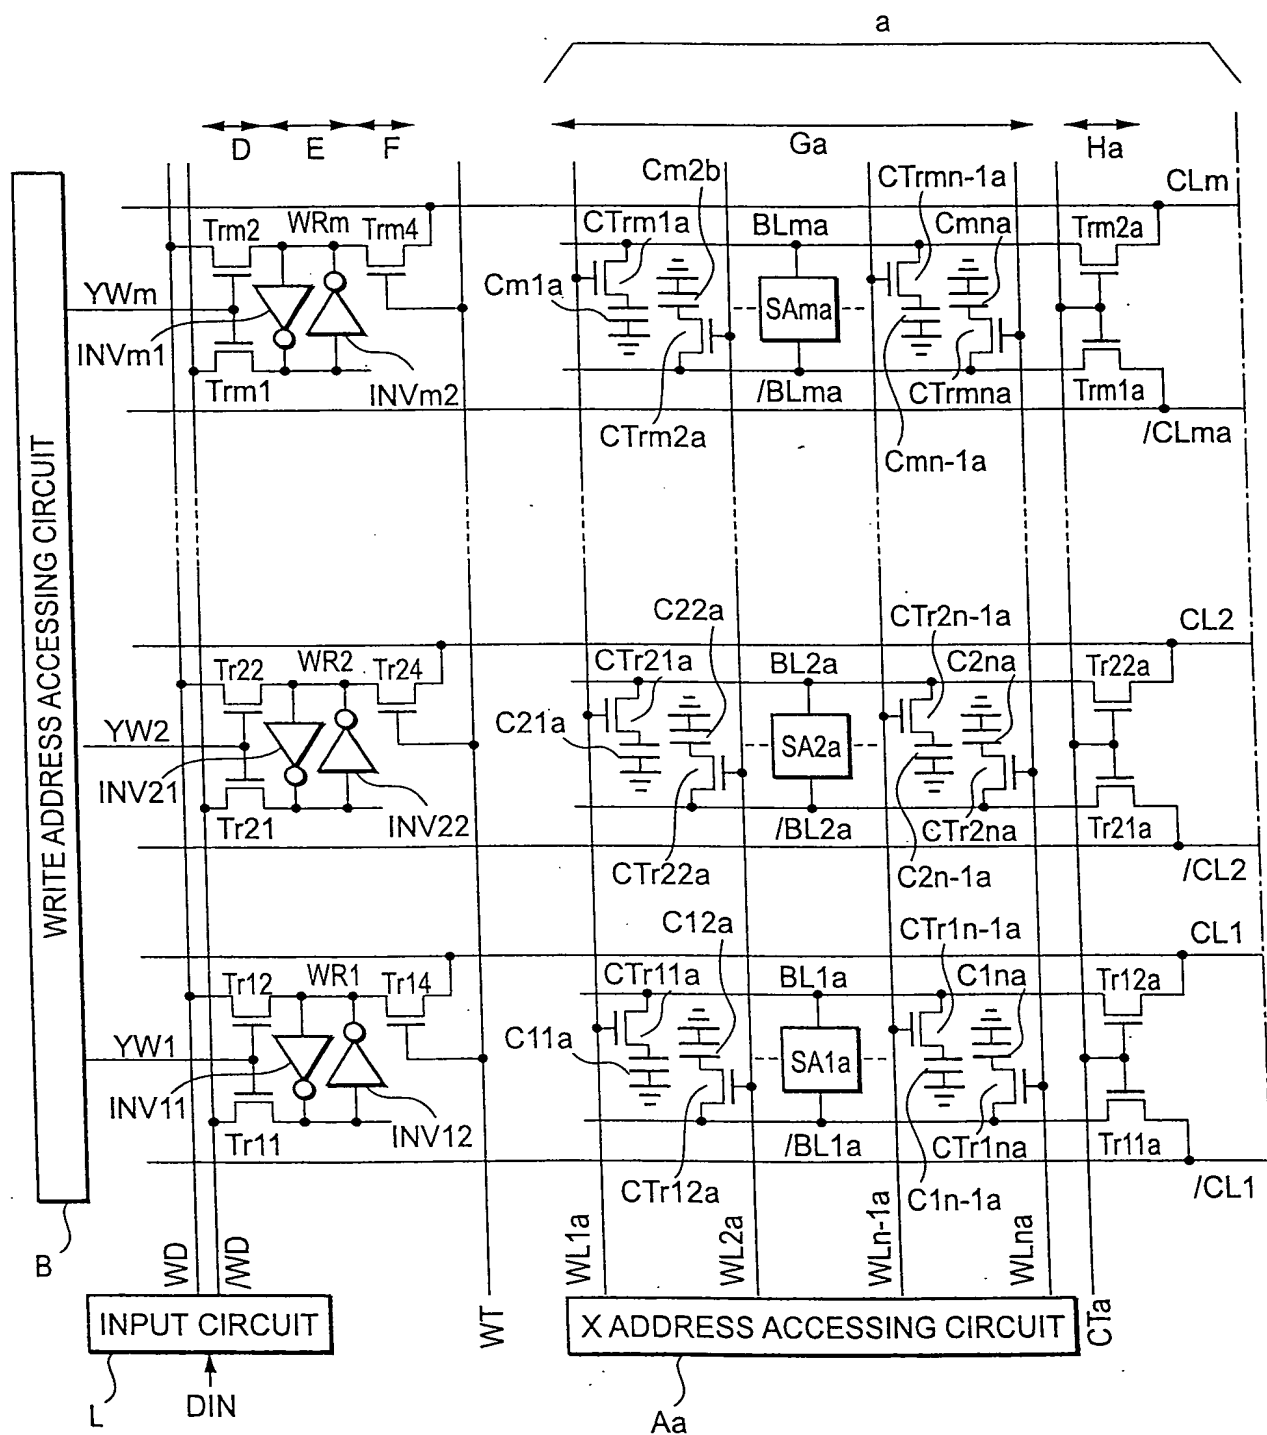 a
D E F Ga Ha
Cm2b CTrmn-1a CLm
Trm2 WRm Trm4 CTrm1a BLma Cmna Trm2a
YWm Cm1a SAma
INVm1
Trm1 INVm2 /BLma CTrmna Trm1a
CTrm2a Cmn-1a /CLma
WRITE ADDRESS ACCESSING CIRCUIT
C22a CTr2n-1a CL2
Tr22 WR2 Tr24 CTr21a BL2a C2na Tr22a
YW2 C21a SA2a
INV21
Tr21 INV22 /BL2a CTr2na Tr21a
CTr22a C2n-1a /CL2
C12a CTr1n-1a CL1
Tr12 WR1 Tr14 CTr11a BL1a C1na Tr12a
YW1 C11a SA1a
INV11
Tr11 INV12 /BL1a CTr1na Tr11a
CTr12a C1n-1a /CL1
B WD /WD WT WL1a WL2a WLn-1a WLna CTa
INPUT CIRCUIT X ADDRESS ACCESSING CIRCUIT
L DIN Aa